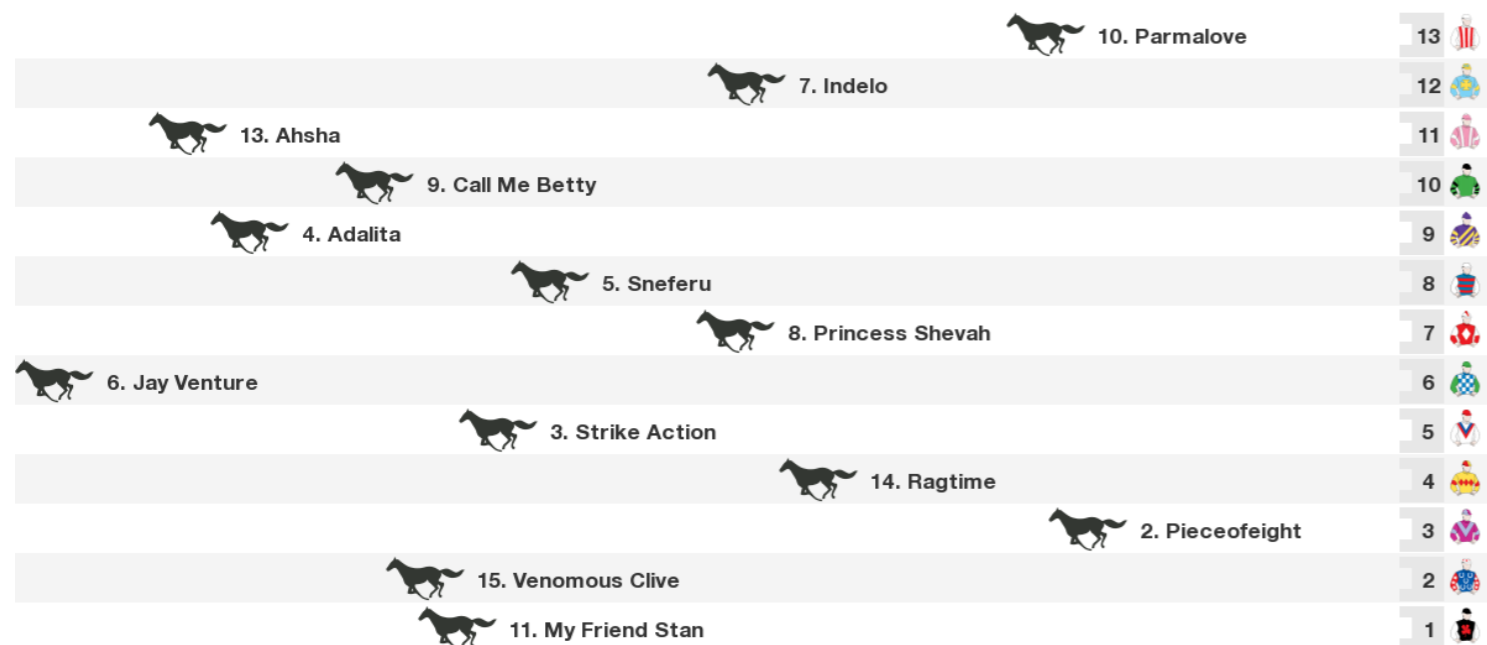 10. Parmalove 13
7. Indelo 12
13. Ahsha 11
9. Call Me Betty 10
4. Adalita 9
5. Sneferu 8
8. Princess Shevah 7
6. Jay Venture 6
3. Strike Action 5
14. Ragtime 4
2. Pieceofeight 3
15. Venomous Clive 2
11. My Friend Stan 1